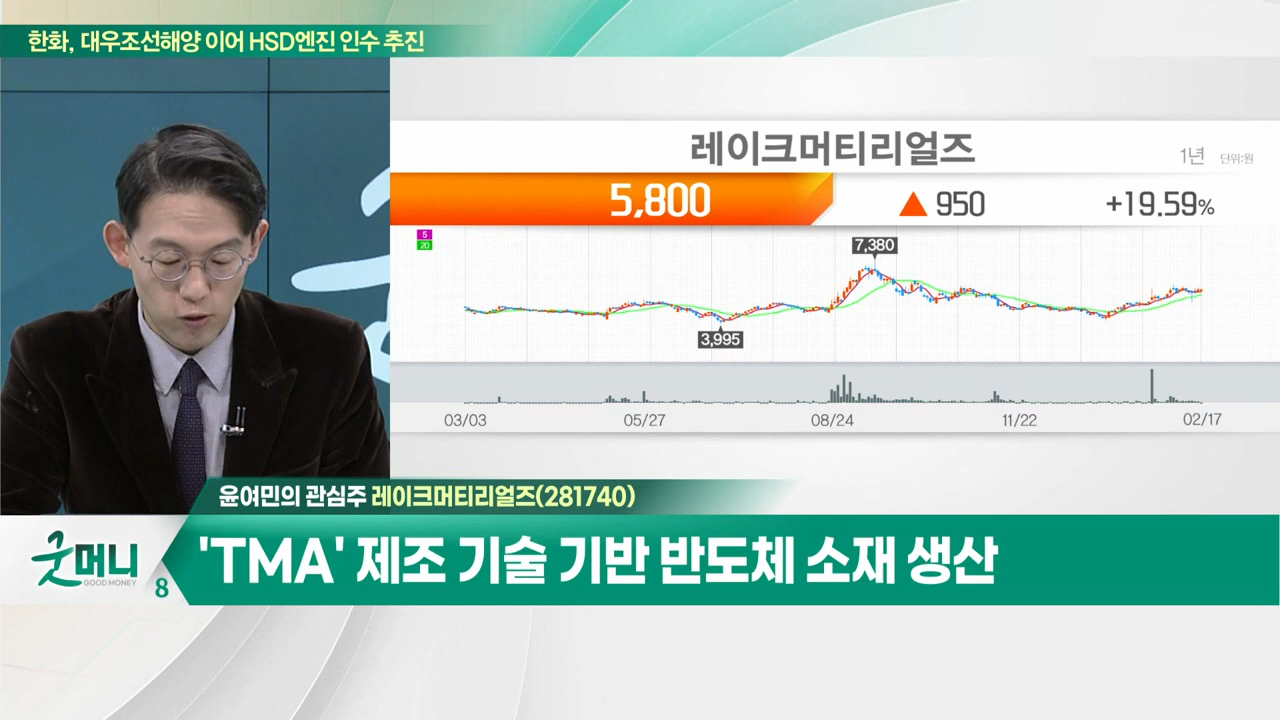 한화, 대우조선해양 이어 HSD엔진 인수 추진
레이크머티리얼즈
1년 단위:원
5,800 ▲ 950 +19.59%
5
20
7,380
3,995
03/03 05/27 08/24 11/22 02/17
윤여민의 관심주 레이크머티리얼즈(281740)
굿머니
GOOD MONEY
8
'TMA' 제조 기술 기반 반도체 소재 생산